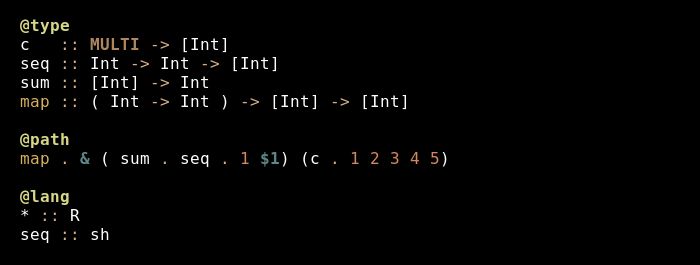 @type
c   :: MULTI -> [Int]
seq :: Int -> Int -> [Int]
sum :: [Int] -> Int
map :: ( Int -> Int ) -> [Int] -> [Int]

@path
map . & ( sum . seq . 1 $1) (c . 1 2 3 4 5)

@lang
* :: R
seq :: sh